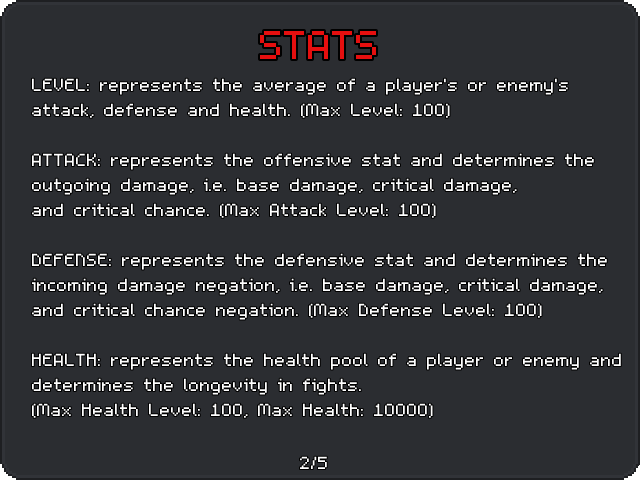 STATS
LEVEL: represents the average of a player's or enemy's
attack, defense and health. (Max Level: 100)
ATTACK: represents the offensive stat and determines the
outgoing damage, i.e. base damage, critical damage,
and critical chance. (Max Attack Level: 100)
DEFENSE: represents the defensive stat and determines the
incoming damage negation, i.e. base damage, critical damage,
and critical chance negation. (Max Defense Level: 100)
HEALTH: represents the health pool of a player or enemy and
determines the longevity in fights.
(Max Health Level: 100, Max Health: 10000)
2/5